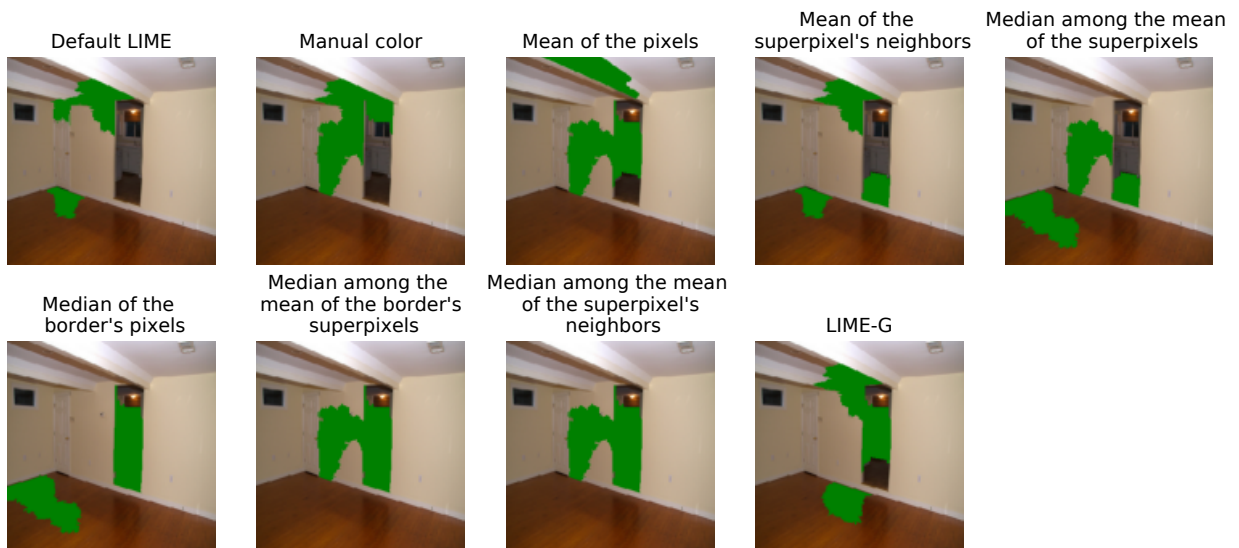 Default LIME
Manual color
Mean of the pixels
Mean of the
superpixel's neighbors
Median among the mean
of the superpixels
Median of the
border's pixels
Median among the
mean of the border's
superpixels
Median among the mean
of the superpixel's
neighbors
LIME-G